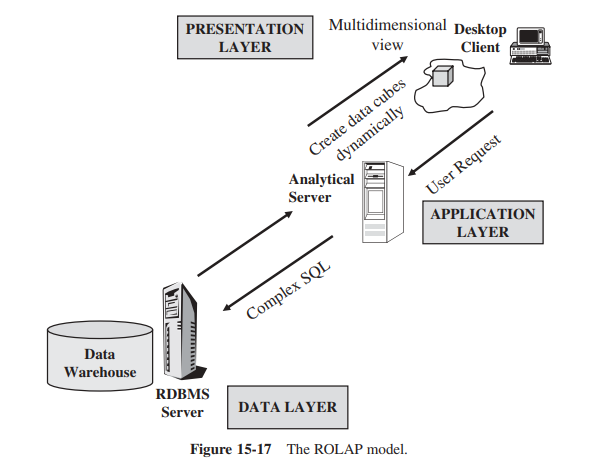 PRESENTATION
LAYER
Multidimensional
view
Desktop
Client
Create data cubes
dynamically
User Request
Analytical
Server
APPLICATION
LAYER
Complex SQL
Data
Warehouse
RDBMS
Server
DATA LAYER
Figure 15-17 The ROLAP model.